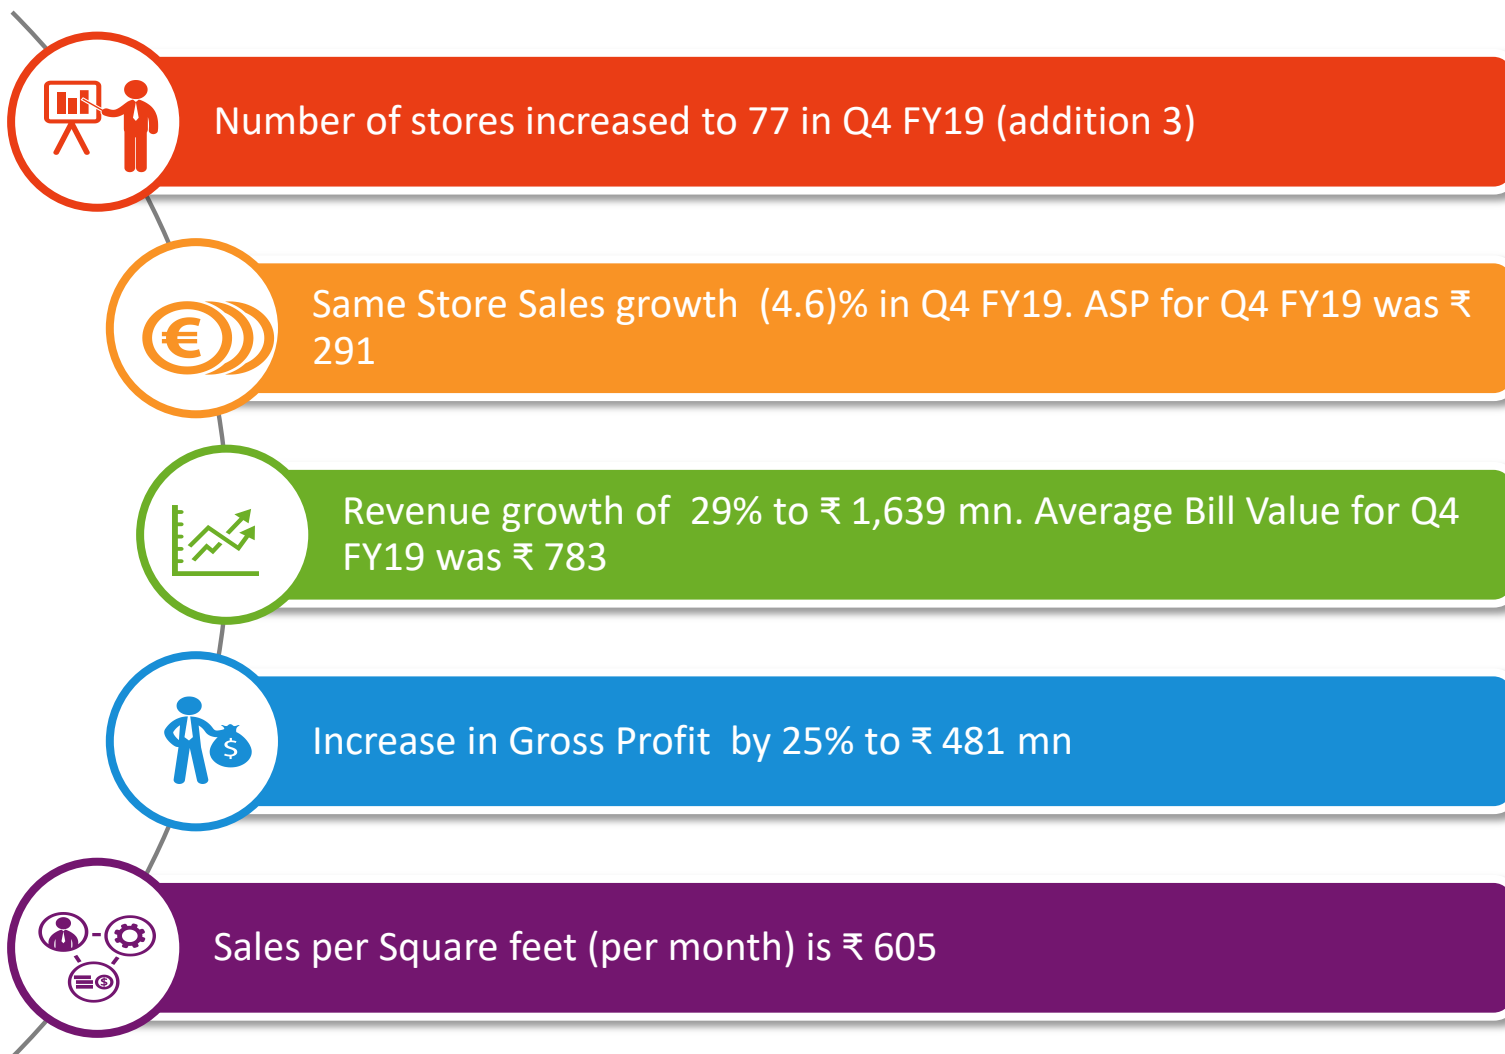 Number of stores increased to 77 in Q4 FY19 (addition 3)
Same Store Sales growth  (4.6)% in Q4 FY19. ASP for Q4 FY19 was ₹
291
Revenue growth of  29% to ₹ 1,639 mn. Average Bill Value for Q4
FY19 was ₹ 783
Increase in Gross Profit  by 25% to ₹ 481 mn
Sales per Square feet (per month) is ₹ 605